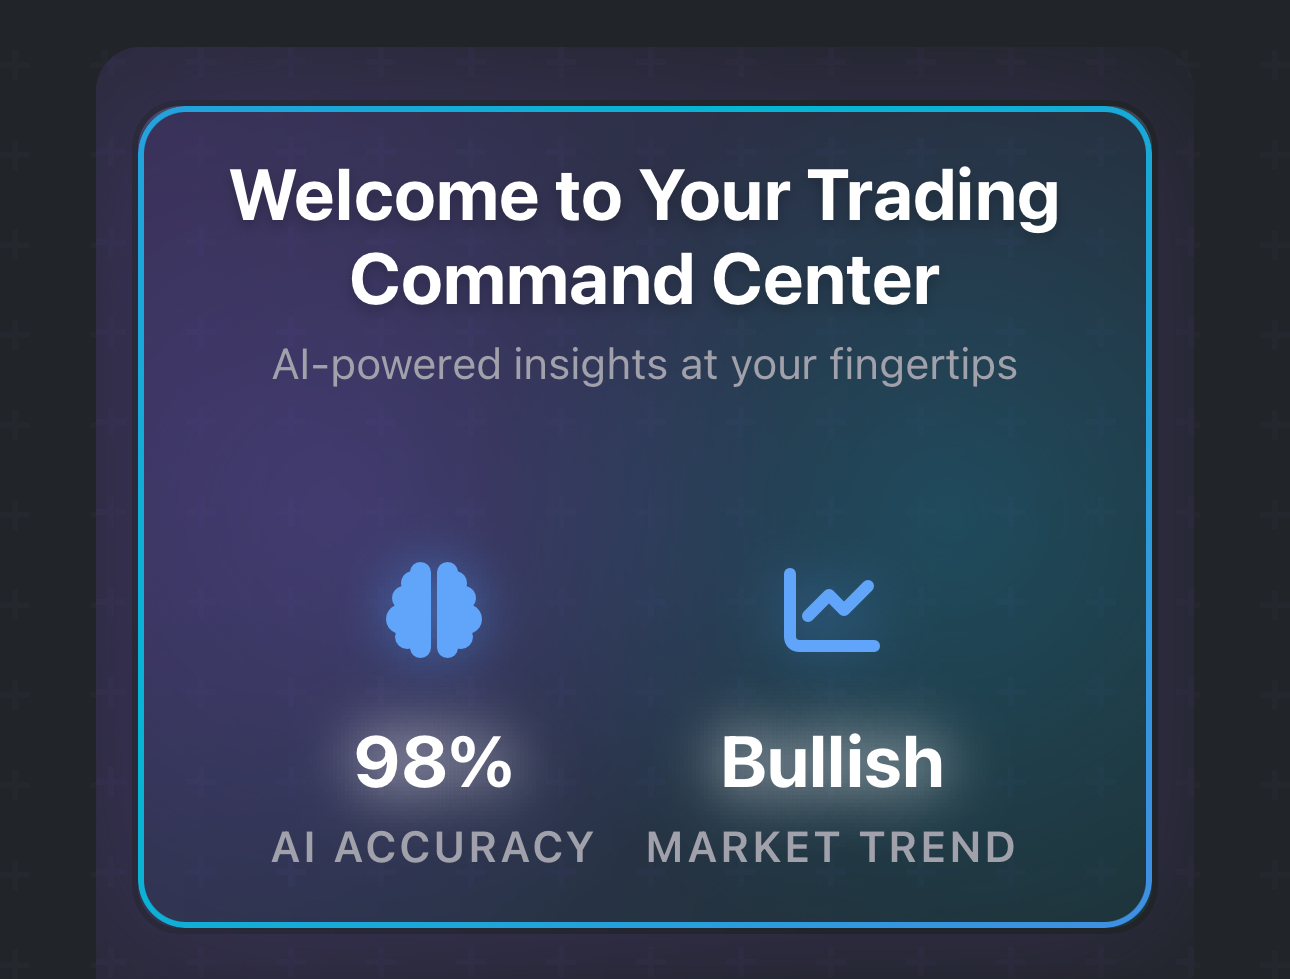 Welcome to Your Trading
Command Center
AI-powered insights at your fingertips
98%
AI ACCURACY
Bullish
MARKET TREND